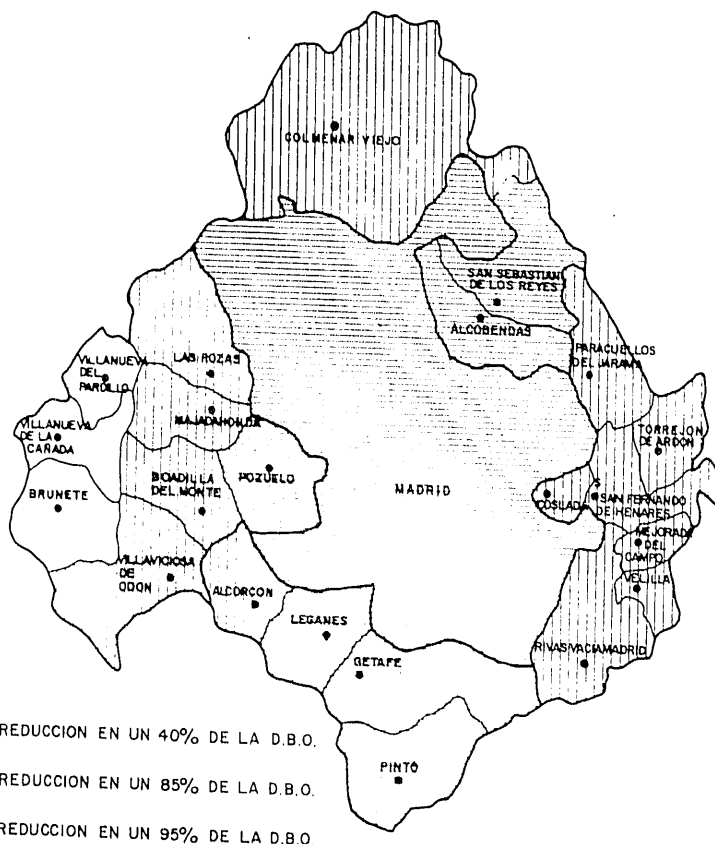 COLMENAR VIEJO
SAN SEBASTIAN
DE LOS REYES
ALCOBENDAS
PARACUELLOS
DEL JARAMA
VILLANUEVA
DEL
PARDILLO
LAS ROZAS
MAJADAHONDA
VILLANUEVA
DE LA
CAÑADA
TORREJON
DE ARDOZ
BRUNETE
BOADILLA
DEL MONTE
POZUELO
MADRID
COSLADA
S
SAN FERNANDO
DE HENARES
MEJORADA
DEL
CAMPO
VELILLA
VILLAVICIOSA
DE
ODON
ALCORCON
LEGANES
GETAFE
RIVAS VACIAMADRID
PINTO
REDUCCION EN UN 40% DE LA D.B.O.
REDUCCION EN UN 85% DE LA D.B.O.
REDUCCION EN UN 95% DE LA D.B.O